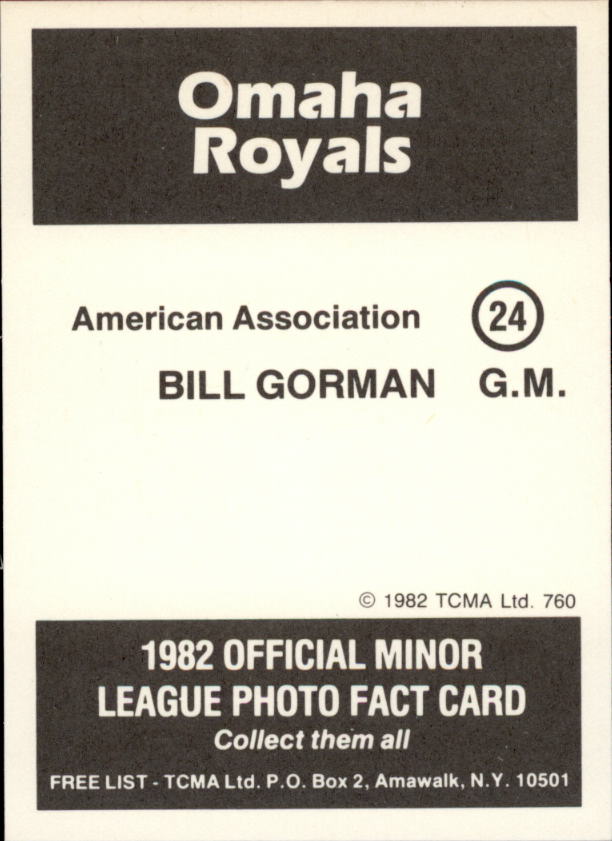 Omaha
Royals
American Association 24
BILL GORMAN G.M.
© 1982 TCMA Ltd. 760
1982 OFFICIAL MINOR
LEAGUE PHOTO FACT CARD
Collect them all
FREE LIST - TCMA Ltd. P.O. Box 2, Amawalk, N.Y. 10501